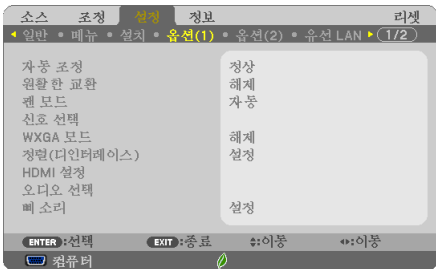 소스 조정 설정 정보 리셋
일반 • 메뉴 • 설치 • 옵션(1) • 옵션(2) • 유선 LAN 1/2
자동 조정 정상
원활한 교환 해제
팬 모드 자동
신호 선택
WXGA 모드 해제
정렬(디인터레이스) 설정
HDMI 설정
오디오 선택
삐 소리 설정
ENTER :선택 EXIT :종료 :이동 :이동
컴퓨터